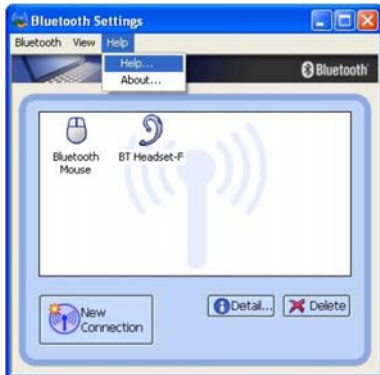 Bluetooth Settings
Bluetooth View Help
Help...
About...
Bluetooth
Bluetooth
Mouse
BT Headset-F
New
Connection
Detail...
Delete